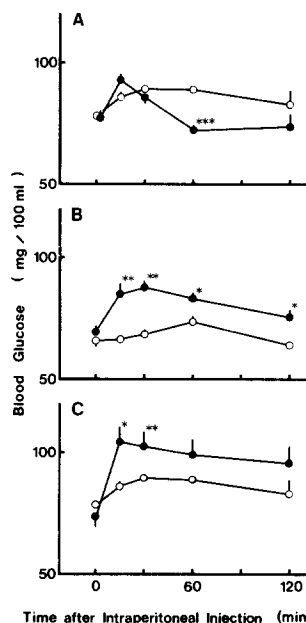 A
100
***
50
B
** **
*
100
*
50
C
*
**
100
50
0 30 60 120
(min)
Blood Glucose ( mg / 100 ml )
Time after Intraperitoneal Injection